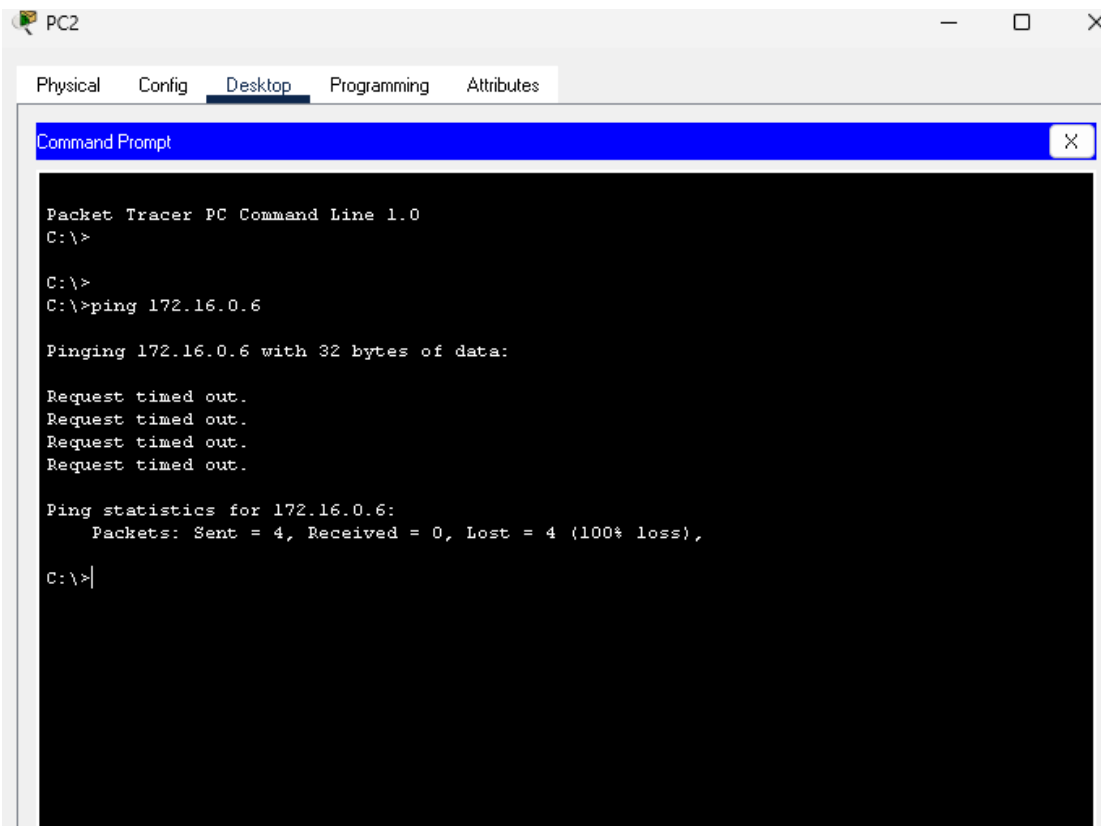 PC2
Physical Config Desktop Programming Attributes
Command Prompt
X
Packet Tracer PC Command Line 1.0
C:\>
C:\>
C:\>ping 172.16.0.6
Pinging 172.16.0.6 with 32 bytes of data:
Request timed out.
Request timed out.
Request timed out.
Request timed out.
Ping statistics for 172.16.0.6:
Packets: Sent = 4, Received = 0, Lost = 4 (100% loss),
C:\>